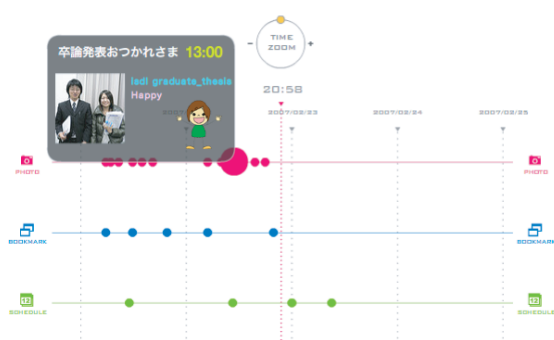 TIME
ZOOM
卒論発表おつかれさま 13:00
iadl graduate_thesis
Happy
20:58
2007/02/23
2007/02/24
2007/02/25
PHOTO
PHOTO
BOOKMARK
BOOKMARK
SCHEDULE
SCHEDULE